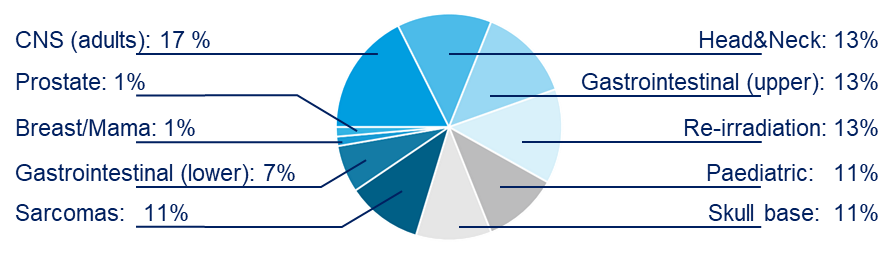 CNS (adults): 17 %
Prostate: 1%
Breast/Mama: 1%
Gastrointestinal (lower): 7%
Sarcomas: 11%
Head&Neck: 13%
Gastrointestinal (upper): 13%
Re-irradiation: 13%
Paediatric: 11%
Skull base: 11%